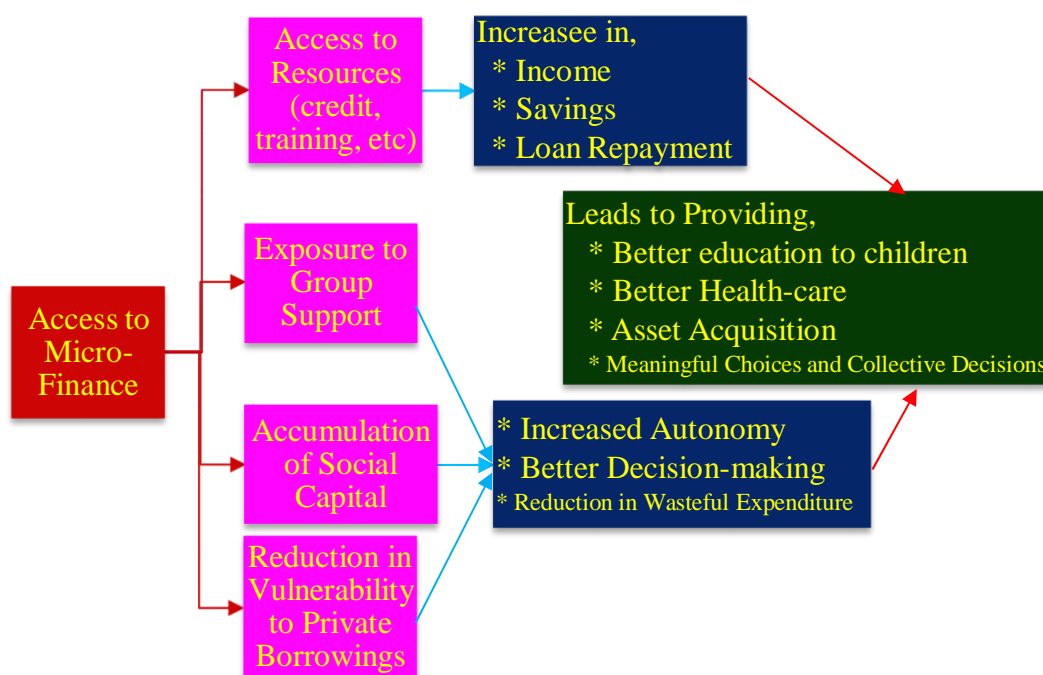 Access to
Resources
(credit,
training, etc)
Increasee in,
* Income
* Savings
* Loan Repayment
Leads to Providing,
* Better education to children
* Better Health-care
* Asset Acquisition
* Meaningful Choices and Collective Decisions
Exposure to
Group
Support
Access to
Micro-
Finance
Accumulation
of Social
Capital
* Increased Autonomy
* Better Decision-making
* Reduction in Wasteful Expenditure
Reduction in
Vulnerability
to Private
Borrowings